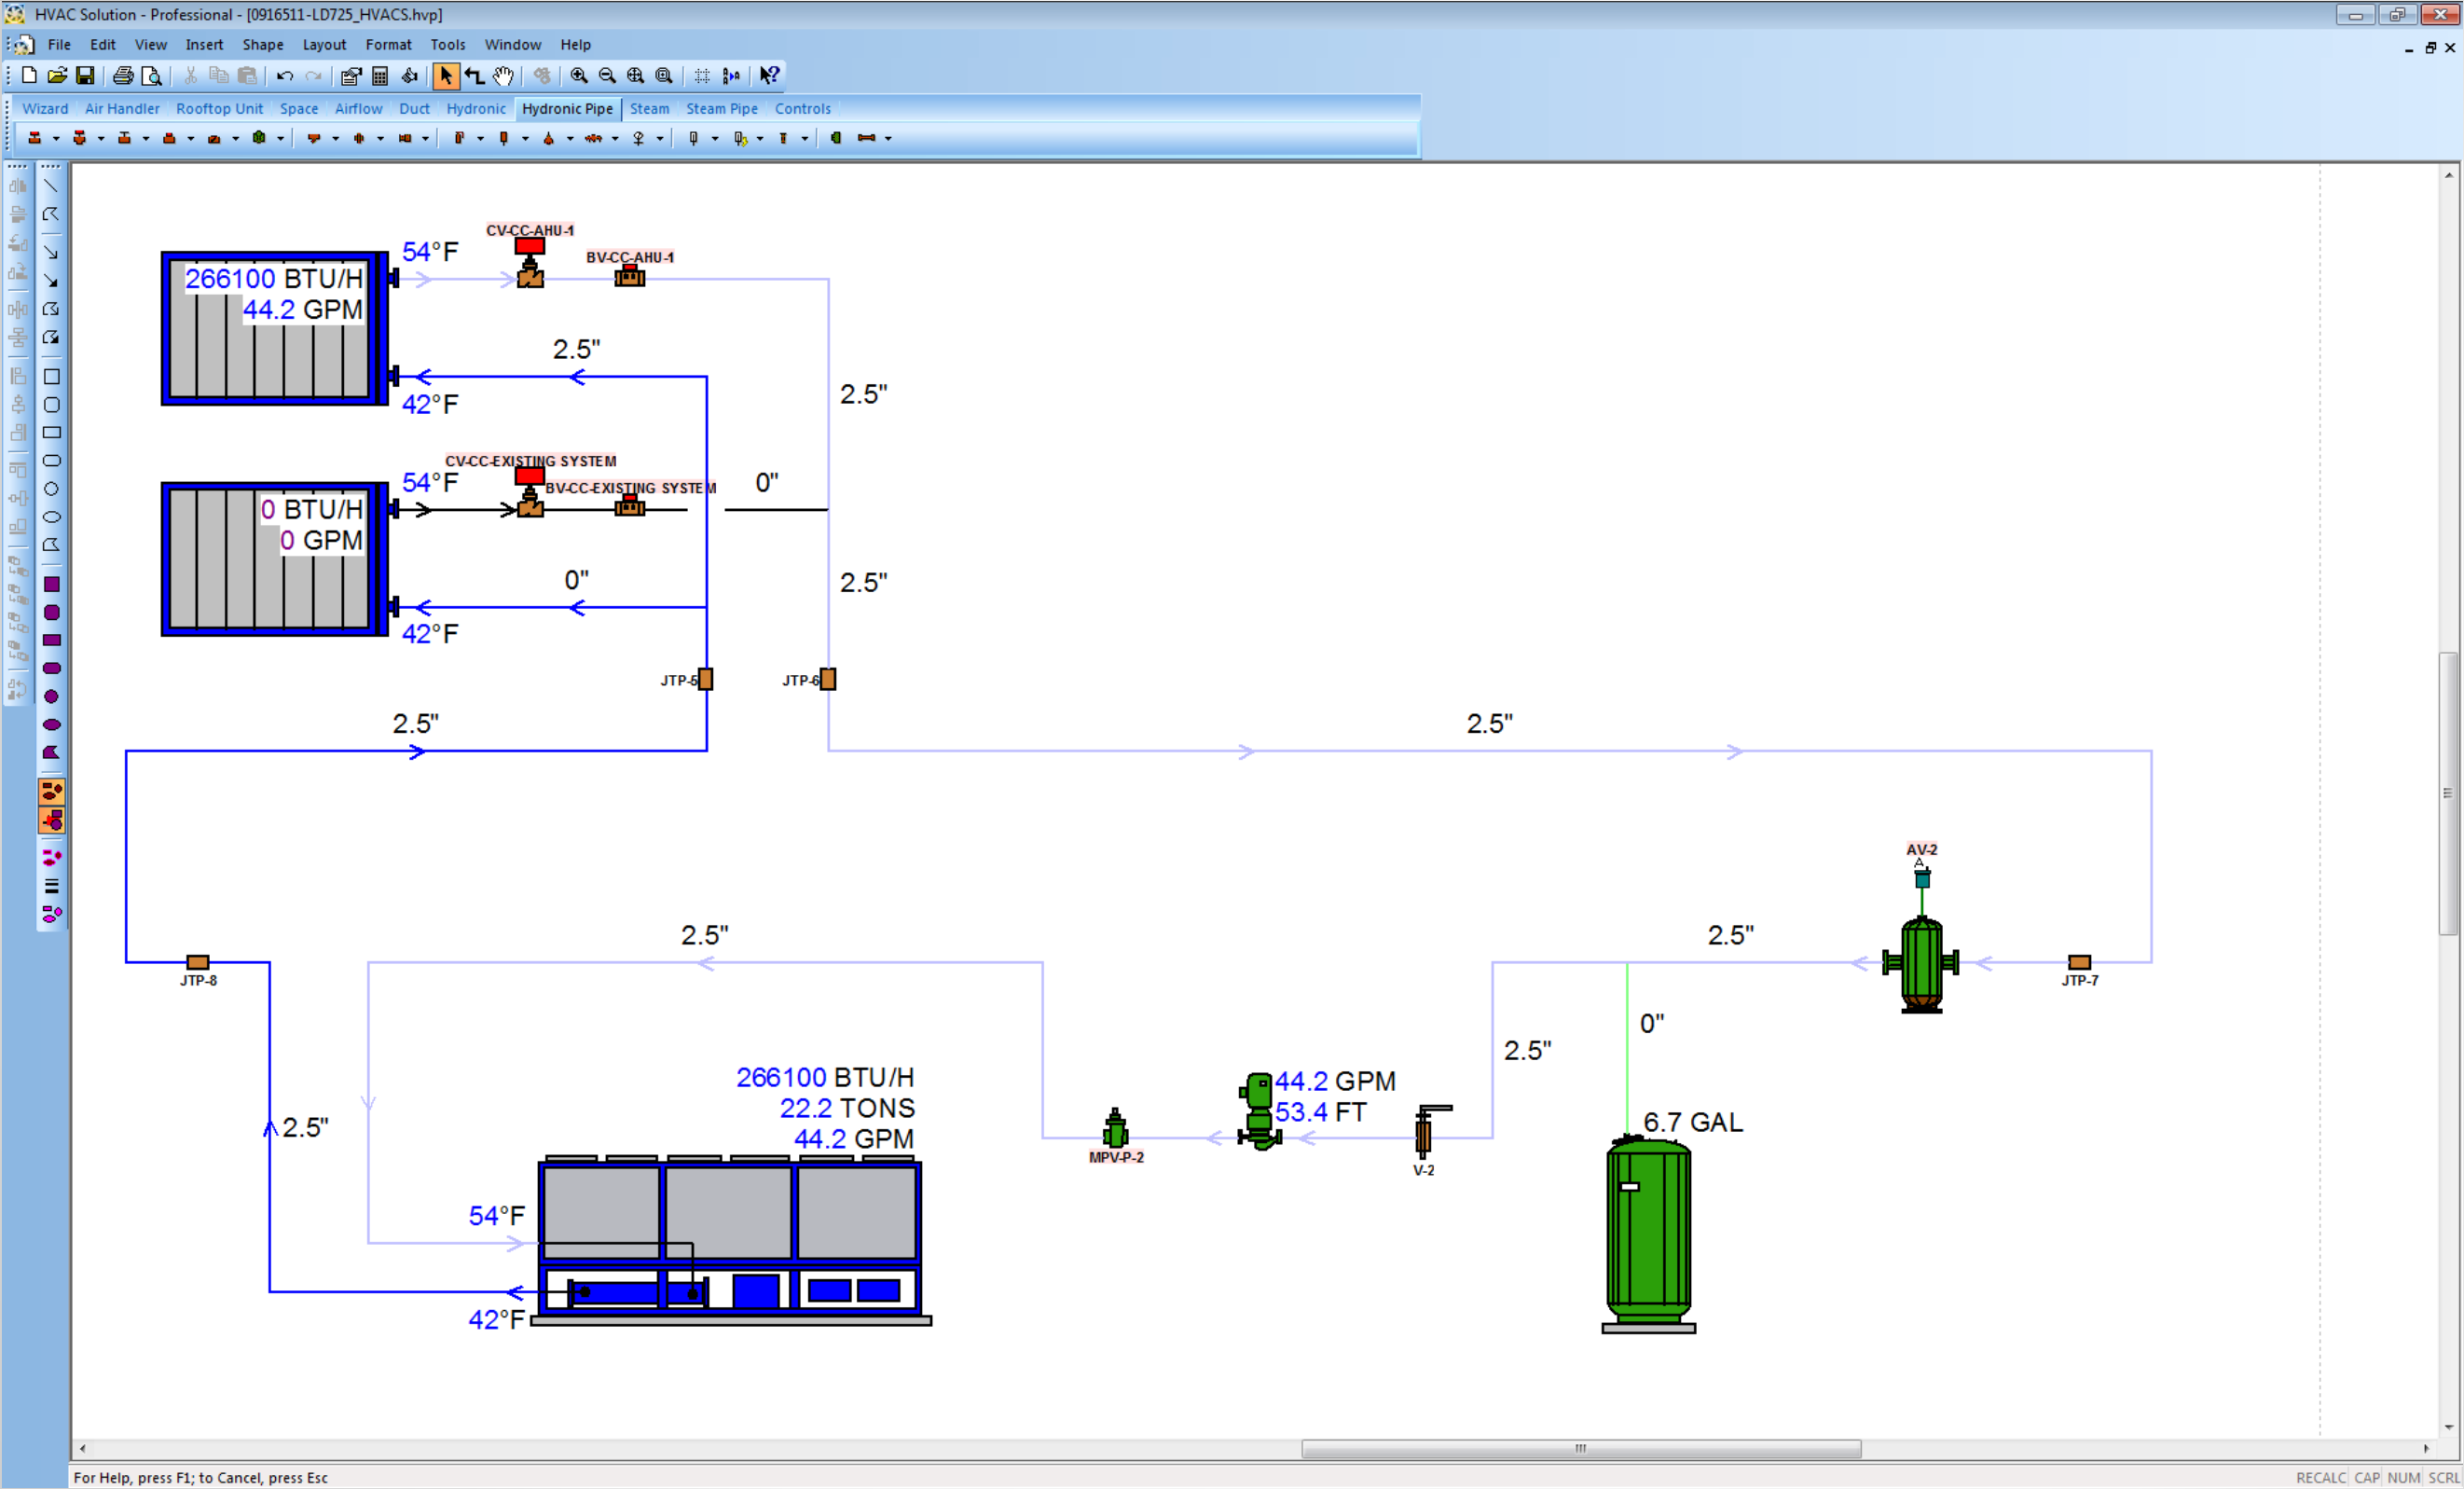 HVAC Solution - Professional - [0916511-LD725_HVACS.hvp]
File Edit View Insert Shape Layout Format Tools Window Help
Wizard Air Handler Rooftop Unit Space Airflow Duct Hydronic Hydronic Pipe Steam Steam Pipe Controls
CV-CC-AHU-1
54°F
BV-CC-AHU-1
266100 BTU/H
44.2 GPM
2.5"
2.5"
42°F
CV-CC-EXISTING SYSTEM
54°F
BV-CC-EXISTING SYSTEM
0"
0 BTU/H
0 GPM
0"
2.5"
42°F
JTP-5
JTP-6
2.5"
2.5"
AV-2
A
2.5"
2.5"
JTP-8
JTP-7
0"
2.5"
266100 BTU/H
22.2 TONS
44.2 GPM
44.2 GPM
53.4 FT
6.7 GAL
2.5"
MPV-P-2
V-2
54°F
42°F
For Help, press F1; to Cancel, press Esc
RECALC CAP NUM SCRL